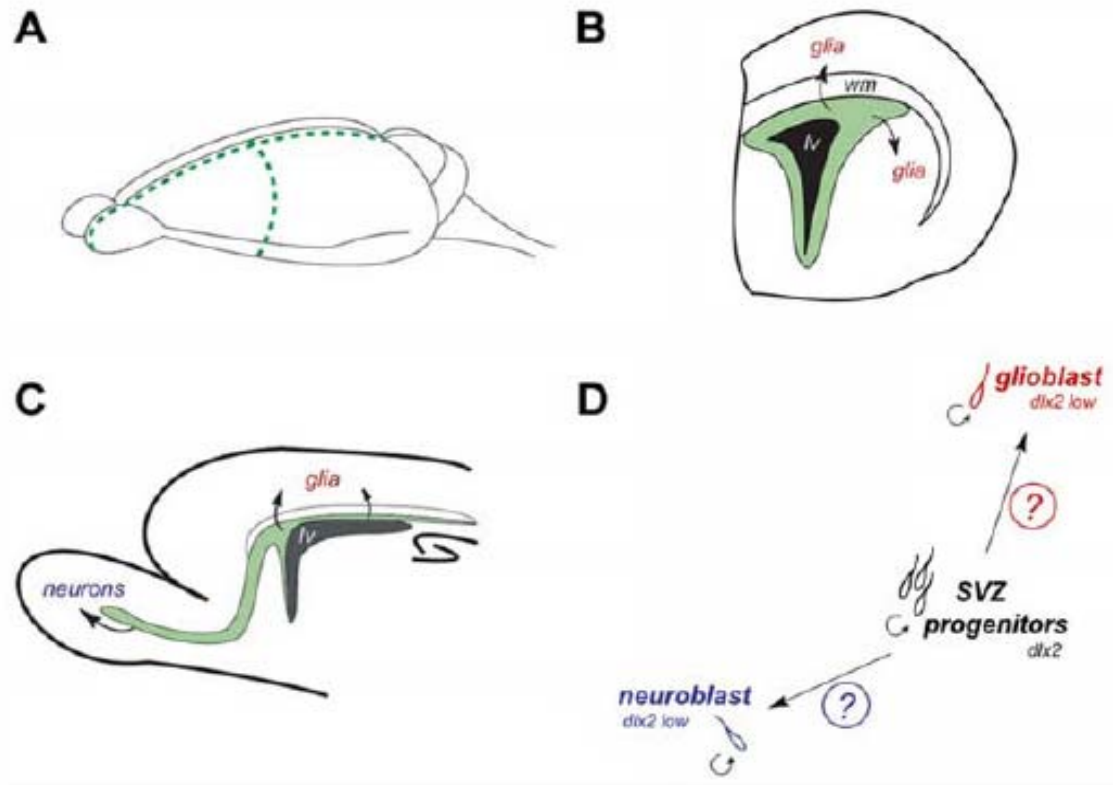 A
B
glia
wm
lv
glia
C
glia
lv
neurons
D
glioblast
dlx2 low
?
SVZ
progenitors
dlx2
neuroblast
dlx2 low
?